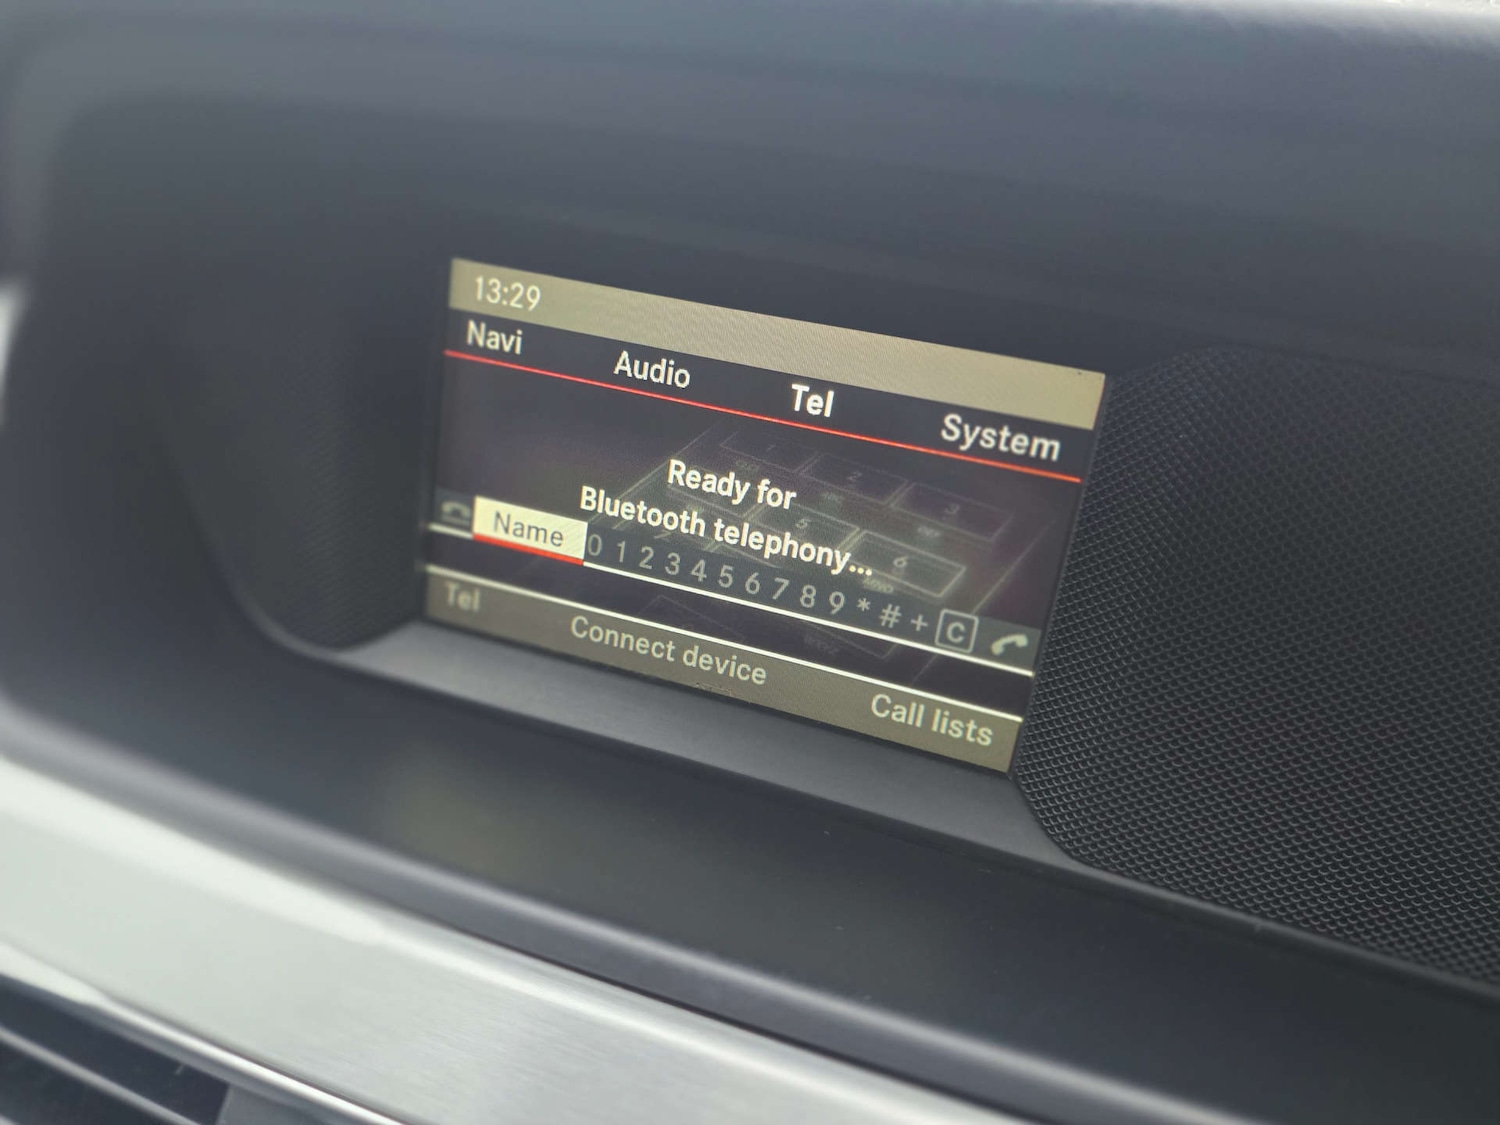 13:29
Navi Audio Tel System
Ready for
Bluetooth telephony...
Name 0 1 2 3 4 5 6 7 8 9 * # + C
Tel Connect device Call lists